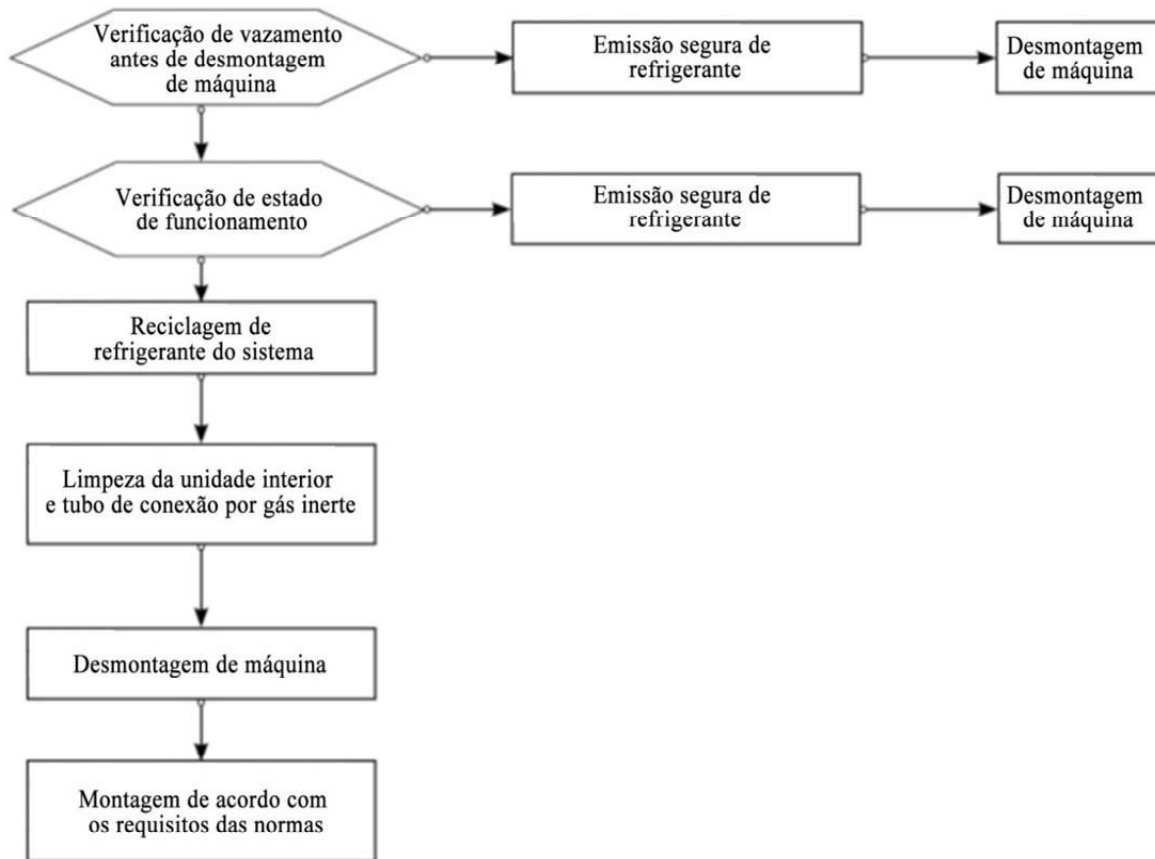 Verificação de vazamento
antes de desmontagem
de máquina
Emissão segura de
refrigerante
Desmontagem
de máquina
Verificação de estado
de funcionamento
Emissão segura de
refrigerante
Desmontagem
de máquina
Reciclagem de
refrigerante do sistema
Limpeza da unidade interior
e tubo de conexão por gás inerte
Desmontagem de máquina
Montagem de acordo com
os requisitos das normas